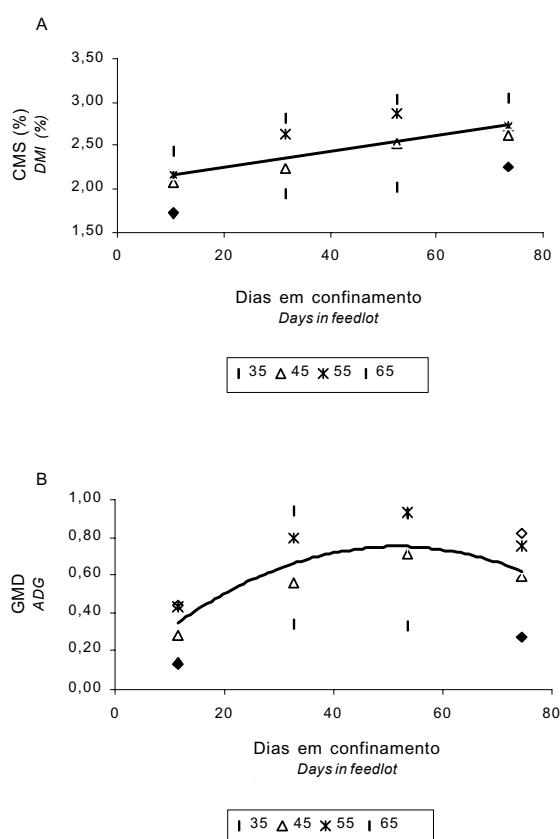 A
CMS (%)
DMI (%)
3,50
3,00
2,50
2,00
1,50
0 20 40 60 80
Dias em confinamento
Days in feedlot
35 45 55 65
B
GMD
ADG
1,00
0,80
0,60
0,40
0,20
0,00
0 20 40 60 80
Dias em confinamento
Days in feedlot
35 45 55 65